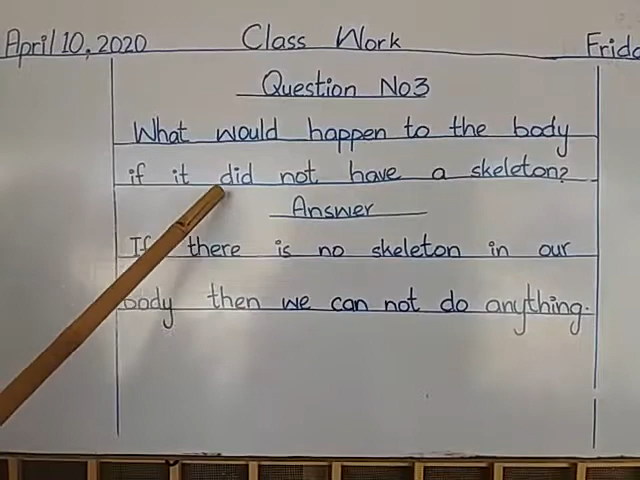 April 10, 2020 Class Work Frida
Question No3
What would happen to the body
if it did not have a skeleton?
Answer
If there is no skeleton in our
body then we can not do anything.